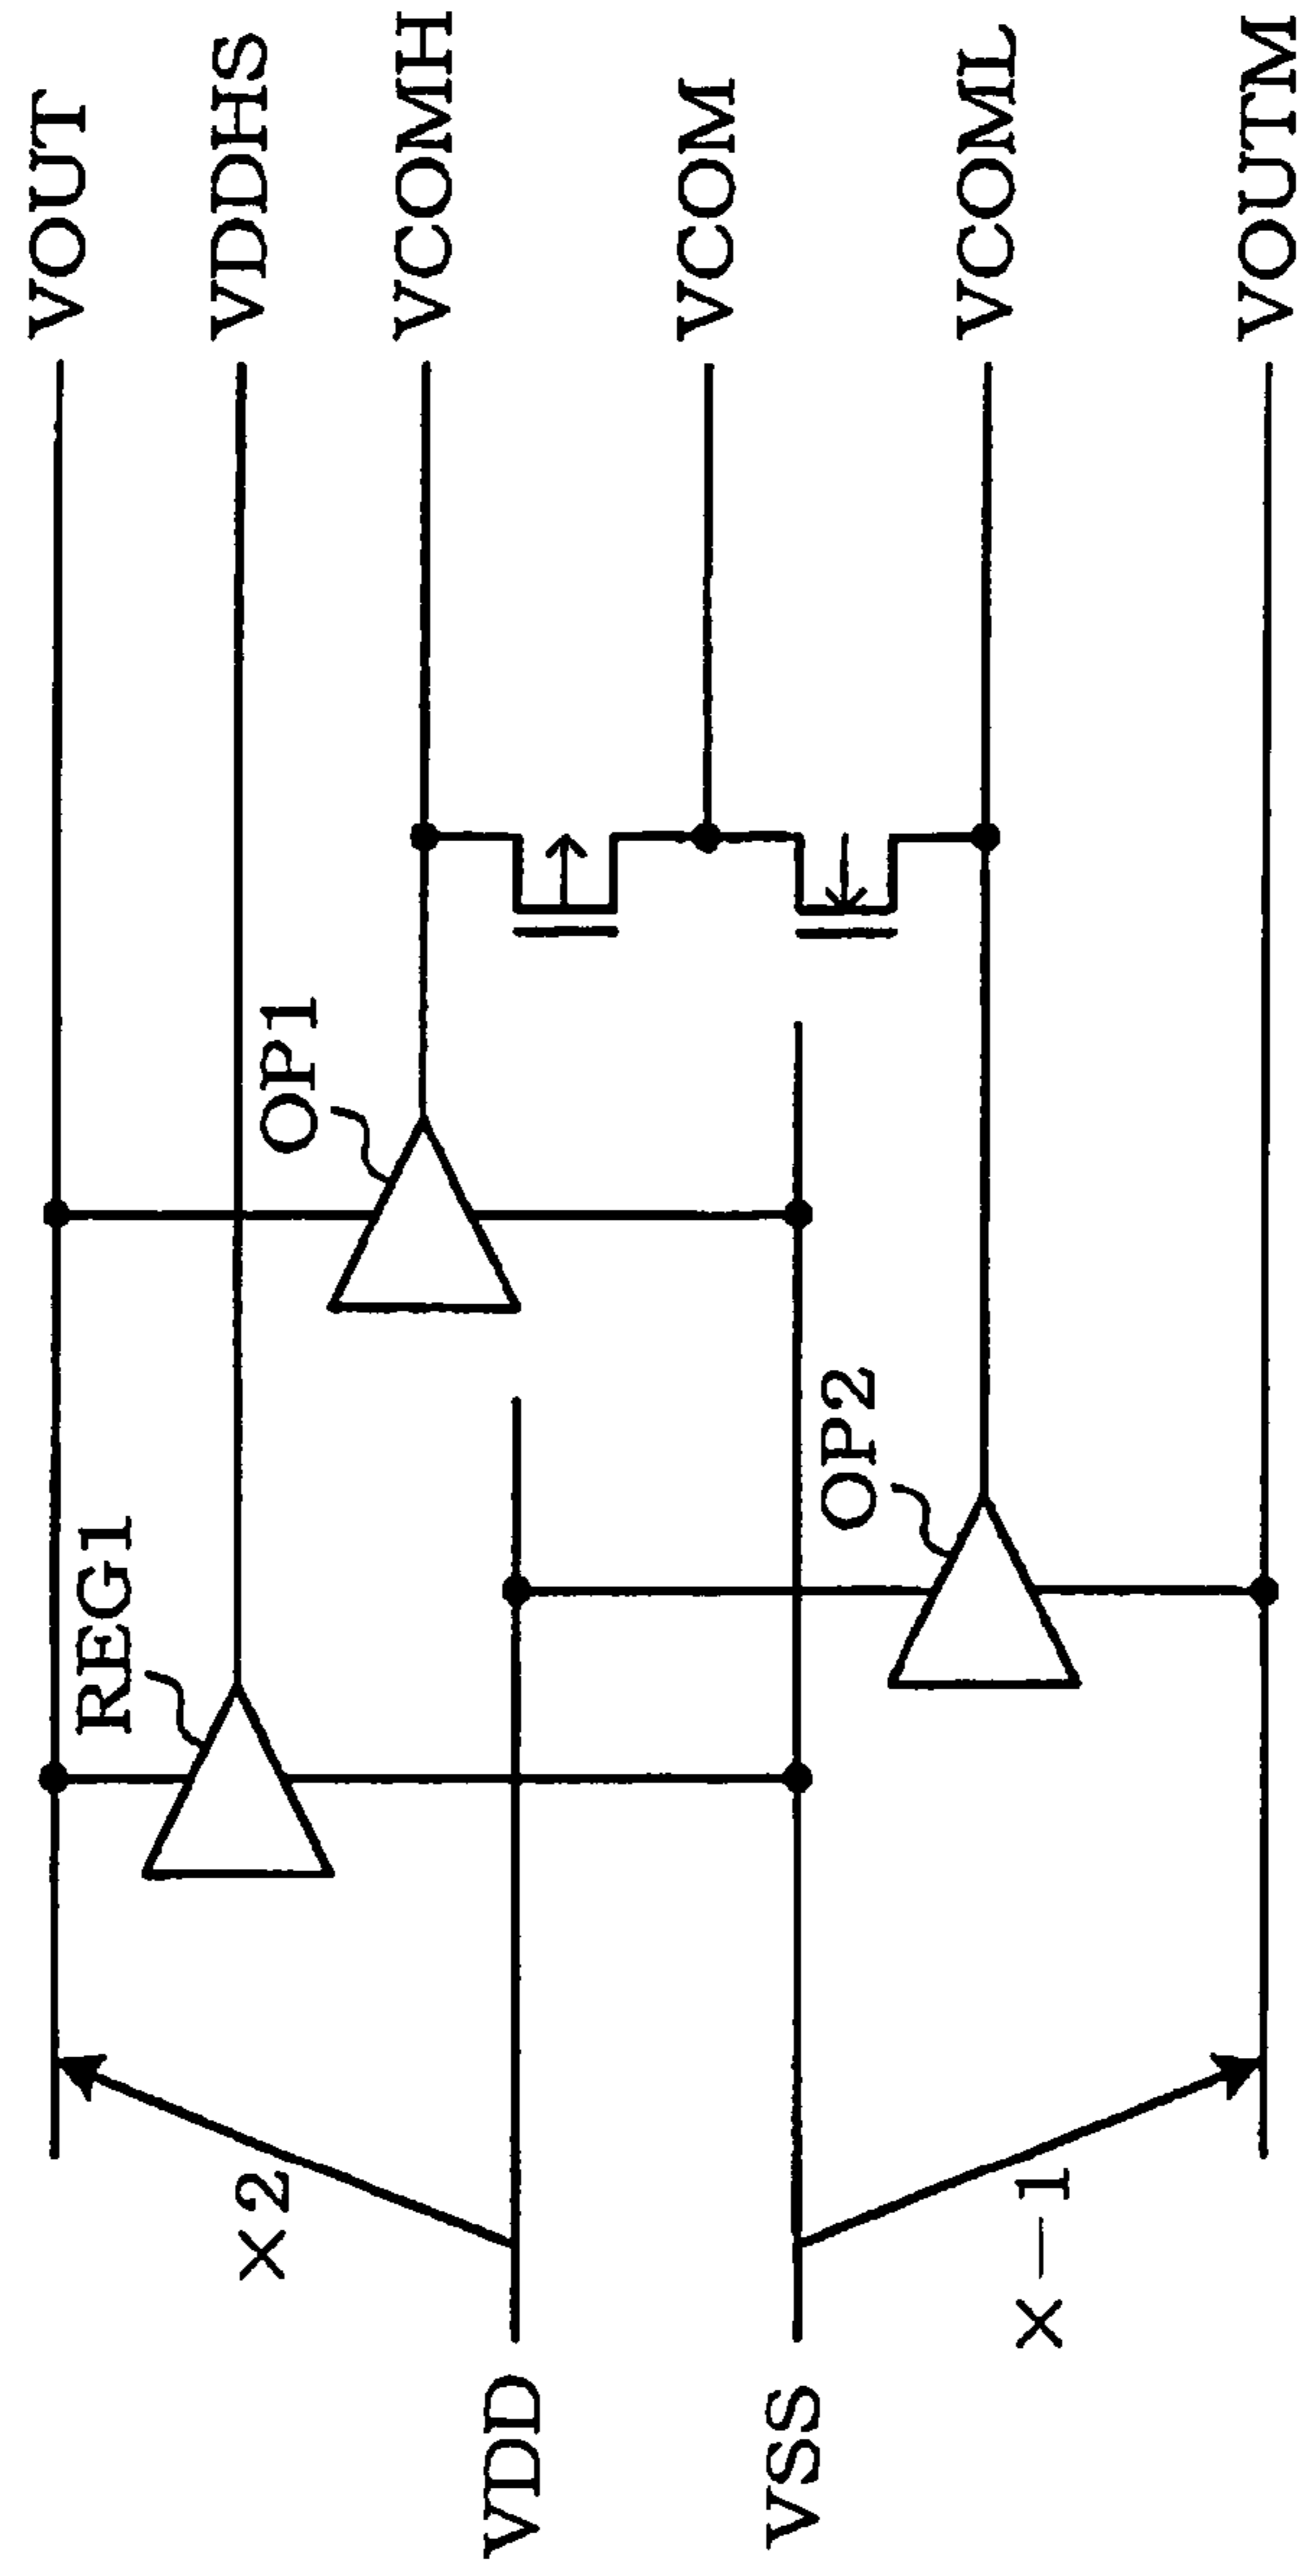 VOUT
VDDHS
VCOMH
VCOM
VCOML
VOUTM
OP1
REG1
OP2
×2
×−1
VDD
VSS